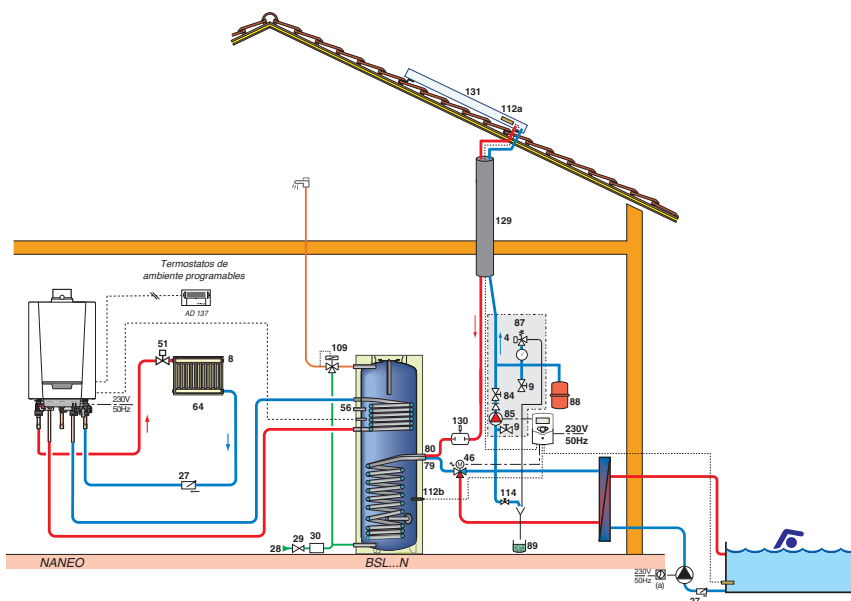 131
112a
129
Termostatos de
ambiente programables
AD 137
51
8
64
230V
50Hz
27
109
56
130
80
79
46
112b
87
4
9
84
85
9
88
230V
50Hz
114
89
28
29
30
NANEO
BSL...N
230V
50Hz
(a)
27